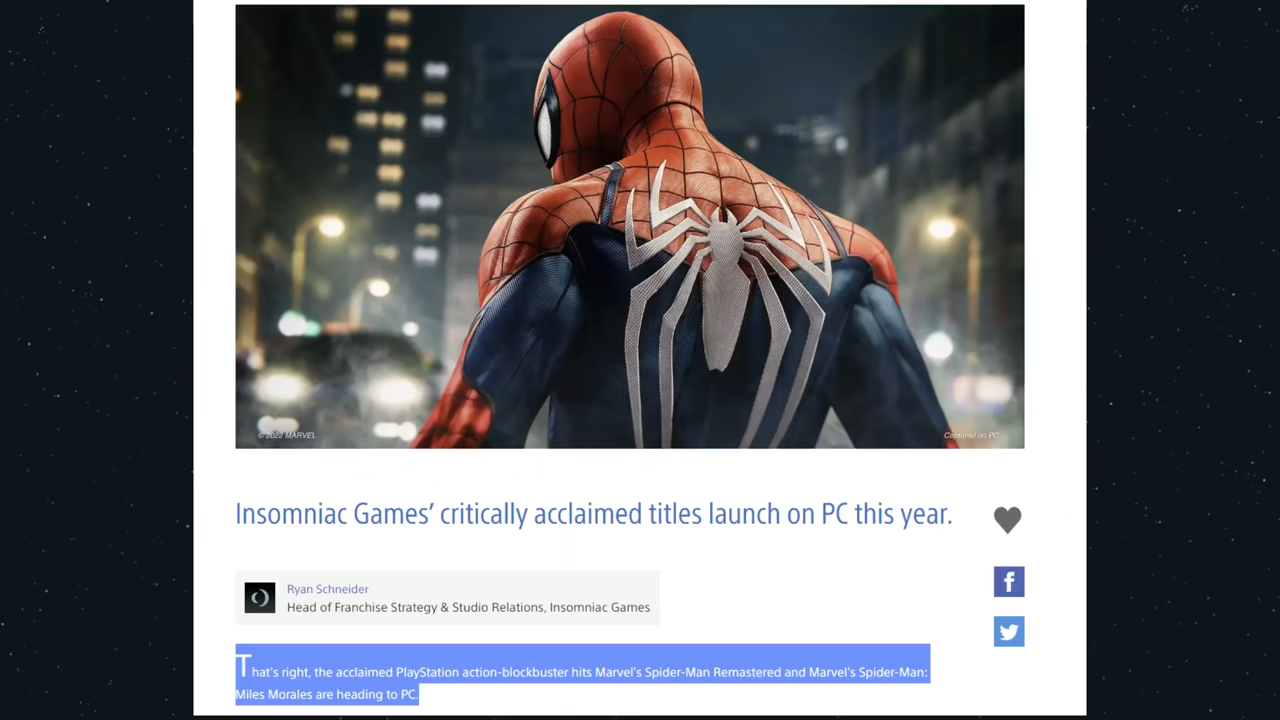 © 2022 MARVEL
Captured on PC
Insomniac Games’ critically acclaimed titles launch on PC this year.
Ryan Schneider
Head of Franchise Strategy & Studio Relations, Insomniac Games
That’s right, the acclaimed PlayStation action-blockbuster hits Marvel’s Spider-Man Remastered and Marvel’s Spider-Man:
Miles Morales are heading to PC.